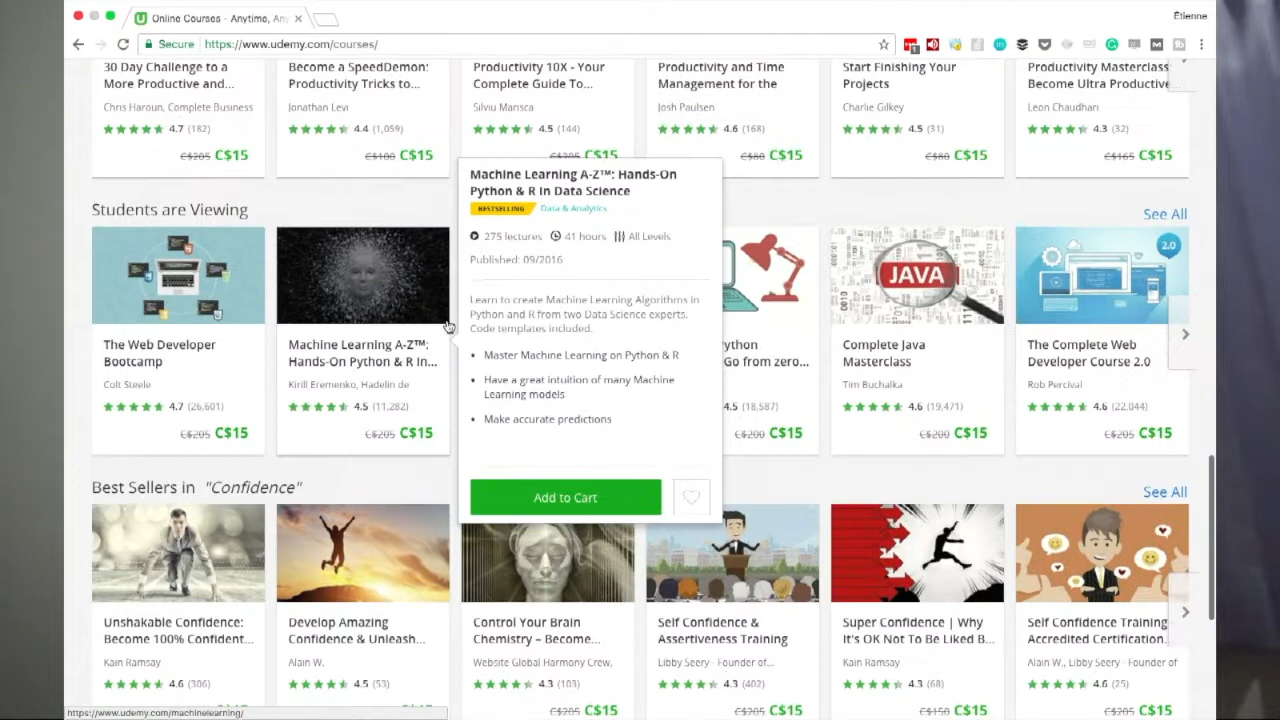 Online Courses - Anytime, Any
Étienne
Secure https://www.udemy.com/courses/
30 Day Challenge to a
More Productive and...
Chris Haroun, Complete Business
4.7 (182)
C$205 C$15
Become a SpeedDemon:
Productivity Tricks to...
Jonathan Levi
4.4 (1,059)
C$100 C$15
Productivity 10X - Your
Complete Guide To...
Silviu Marisca
4.5 (144)
C$205 C$15
Productivity and Time
Management for the
Josh Paulsen
4.6 (168)
C$80 C$15
Start Finishing Your
Projects
Charlie Gilkey
4.5 (31)
C$80 C$15
Productivity Masterclass
Become Ultra Productive...
Leon Chaudhari
4.3 (32)
C$165 C$15
Students are Viewing
See All
The Web Developer
Bootcamp
Colt Steele
4.7 (26,601)
C$205 C$15
Machine Learning A-Z™:
Hands-On Python & R In...
Kirill Eremenko, Hadelin de
4.5 (11,282)
C$205 C$15
Machine Learning A-Z™: Hands-On
Python & R In Data Science
BESTSELLING Data & Analytics
275 lectures 41 hours All Levels
Published: 09/2016
Learn to create Machine Learning Algorithms in
Python and R from two Data Science experts.
Code templates included.
Master Machine Learning on Python & R
Have a great intuition of many Machine
Learning models
Make accurate predictions
Add to Cart
Go from zero...
4.5 (18,587)
C$200 C$15
JAVA
Complete Java
Masterclass
Tim Buchalka
4.6 (19,471)
C$200 C$15
2.0
The Complete Web
Developer Course 2.0
Rob Percival
4.6 (22,044)
C$205 C$15
Best Sellers in "Confidence"
See All
Unshakable Confidence:
Become 100% Confident...
Kain Ramsay
4.6 (306)
Develop Amazing
Confidence & Unleash...
Alain W.
4.5 (53)
C$15
Control Your Brain
Chemistry – Become...
Website Global Harmony Crew,
4.3 (103)
C$205 C$15
Self Confidence &
Assertiveness Training
Libby Seery - Founder of...
4.3 (402)
C$205 C$15
Super Confidence | Why
It's OK Not To Be Liked B...
Kain Ramsay
4.3 (68)
C$150 C$15
Self Confidence Training
Accredited Certification...
Alain W., Libby Seery - Founder of
4.6 (25)
C$205 C$15
https://www.udemy.com/machinelearning/